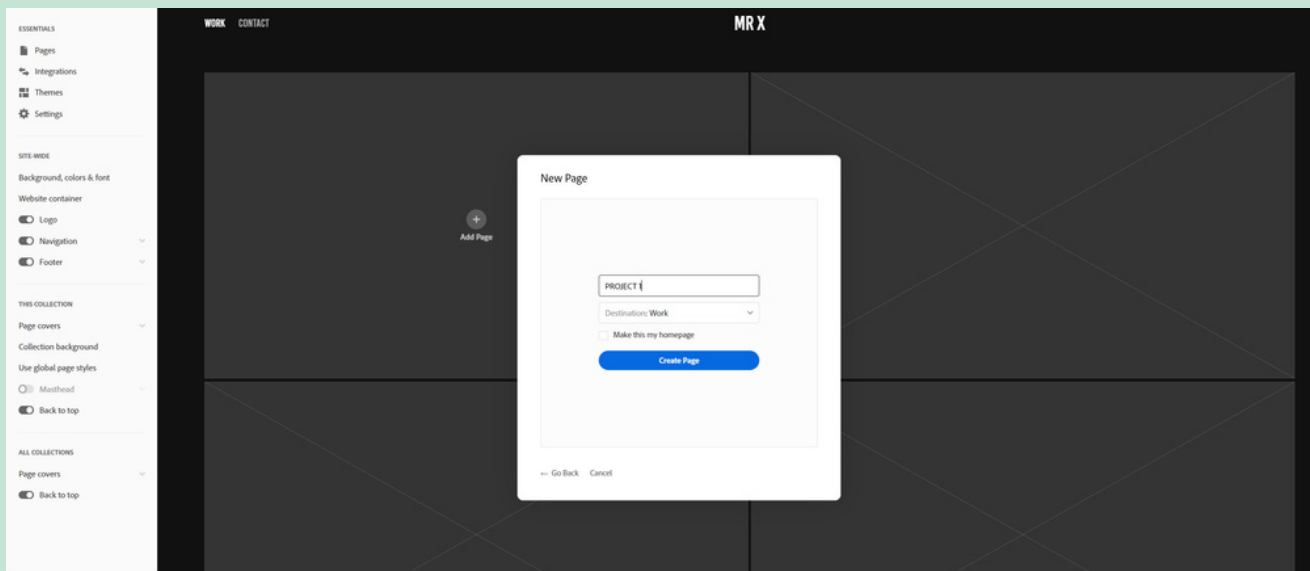 ESSENTIALS
Pages
Integrations
Themes
Settings
SITE-WIDE
Background, colors & font
Website container
Logo
Navigation
Footer
THIS COLLECTION
Page covers
Collection background
Use global page styles
Masthead
Back to top
ALL COLLECTIONS
Page covers
Back to top
WORK CONTACT
MR X
Add Page
New Page
PROJECT 1
Destination: Work
Make this my homepage
Create Page
← Go Back Cancel